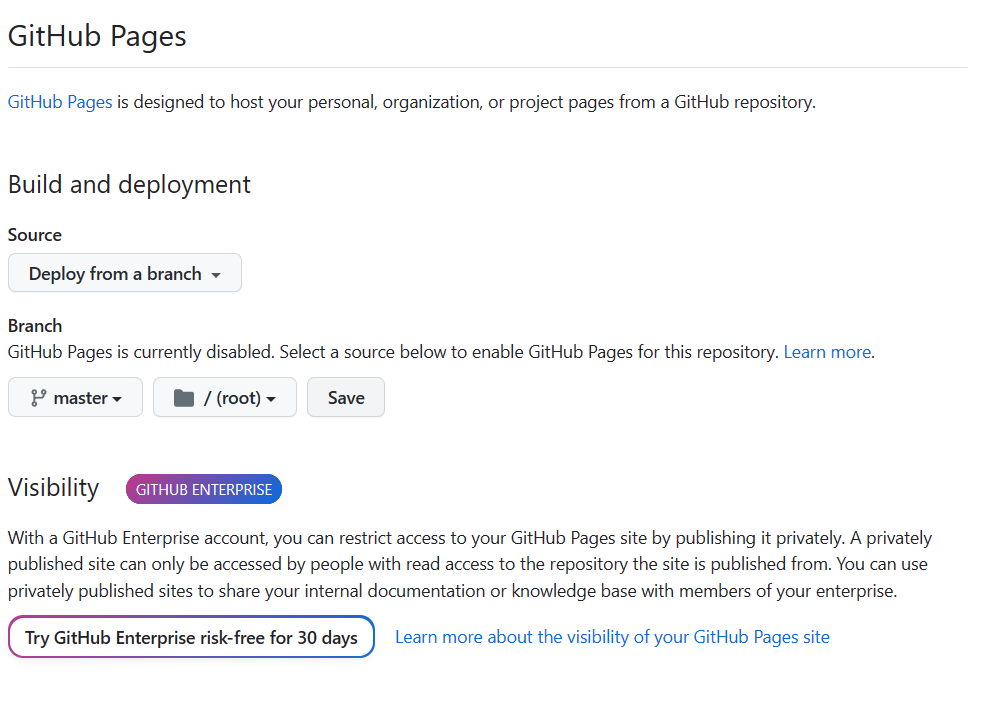 GitHub Pages
GitHub Pages is designed to host your personal, organization, or project pages from a GitHub repository.
Build and deployment
Source
Deploy from a branch
Branch
GitHub Pages is currently disabled. Select a source below to enable GitHub Pages for this repository. Learn more.
master / (root) Save
Visibility GITHUB ENTERPRISE
With a GitHub Enterprise account, you can restrict access to your GitHub Pages site by publishing it privately. A privately
published site can only be accessed by people with read access to the repository the site is published from. You can use
privately published sites to share your internal documentation or knowledge base with members of your enterprise.
Try GitHub Enterprise risk-free for 30 days Learn more about the visibility of your GitHub Pages site